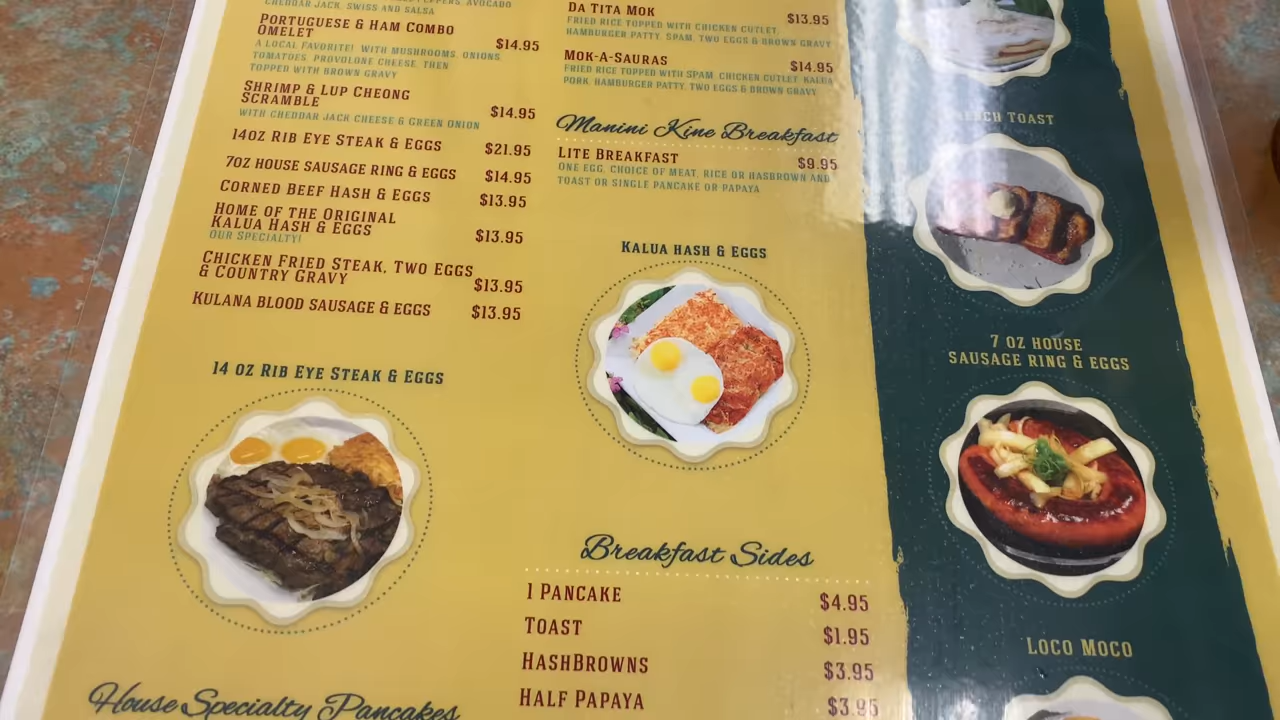 CHEDDAR JACK, SWISS AND SALSA
PORTUGUESE & HAM COMBO
OMELET
$14.95
A LOCAL FAVORITE! WITH MUSHROOMS, ONIONS
TOMATOES, PROVOLONE CHEESE, THEN
TOPPED WITH BROWN GRAVY
SHRIMP & LUP CHEONG
SCRAMBLE
$14.95
WITH CHEDDAR JACK CHEESE & GREEN ONION
14OZ RIB EYE STEAK & EGGS $21.95
7OZ HOUSE SAUSAGE RING & EGGS $14.95
CORNED BEEF HASH & EGGS $13.95
HOME OF THE ORIGINAL
KALUA HASH & EGGS $13.95
OUR SPECIALTY!
CHICKEN FRIED STEAK, TWO EGGS
& COUNTRY GRAVY $13.95
KULANA BLOOD SAUSAGE & EGGS $13.95
14 OZ RIB EYE STEAK & EGGS
House Specialty Pancakes
DA TITA MOK $13.95
FRIED RICE TOPPED WITH CHICKEN CUTLET,
HAMBURGER PATTY, SPAM, TWO EGGS & BROWN GRAVY
MOK-A-SAURAS $14.95
FRIED RICE TOPPED WITH SPAM, CHICKEN CUTLET, KALUA
PORK, HAMBURGER PATTY, TWO EGGS & BROWN GRAVY
Manini Kine Breakfast
LITE BREAKFAST $9.95
ONE EGG, CHOICE OF MEAT, RICE OR HASBROWN AND
TOAST OR SINGLE PANCAKE OR PAPAYA
KALUA HASH & EGGS
Breakfast Sides
1 PANCAKE $4.95
TOAST $1.95
HASHBROWNS $3.95
HALF PAPAYA $3.95
TOAST
7 OZ HOUSE
SAUSAGE RING & EGGS
LOCO MOCO